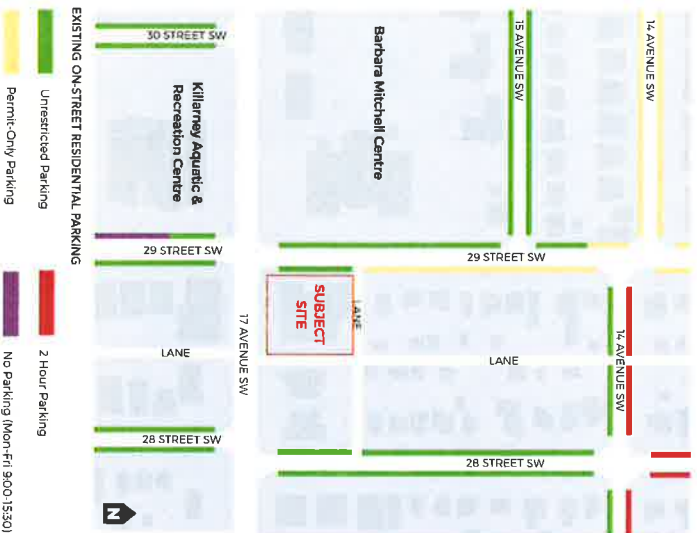 EXISTING ON-STREET RESIDENTIAL PARKING
Unrestricted Parking
2 Hour Parking
Permit-Only Parking
No Parking (Mon-Fri 9:00-15:30)
30 STREET SW
Killarney Aquatic &
Recreation Centre
Barbara Mitchell Centre
15 AVENUE SW
14 AVENUE SW
29 STREET SW
29 STREET SW
SUBJECT
SITE
LANE
17 AVENUE SW
LANE
LANE
14 AVENUE SW
28 STREET SW
28 STREET SW
N